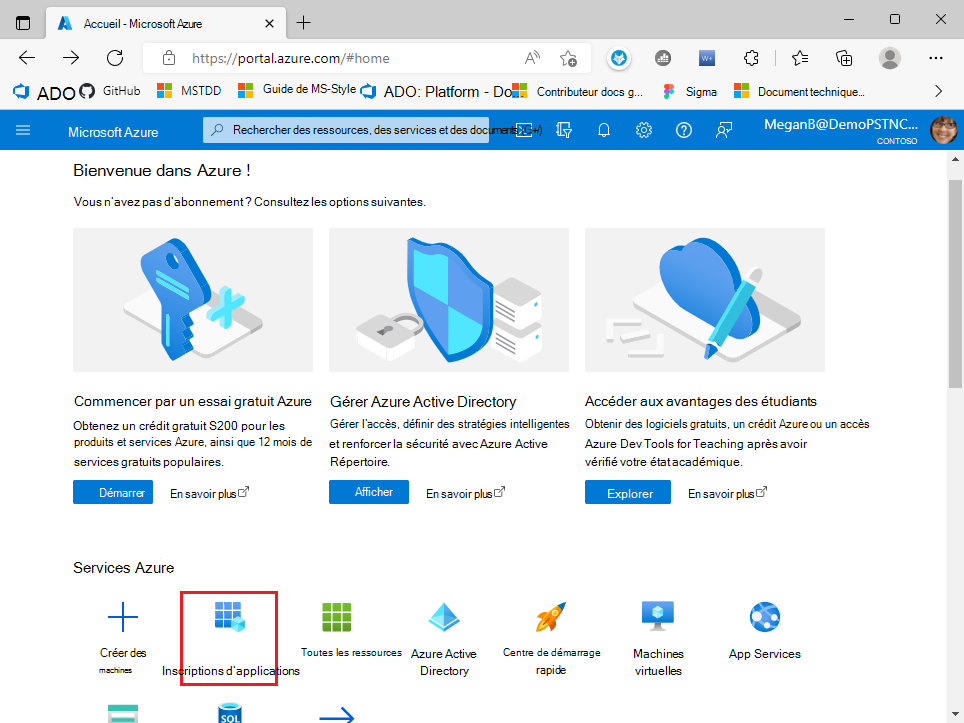 Accueil - Microsoft Azure
https://portal.azure.com/#home
ADO
GitHub
MSTDD
Guide de MS-Style
ADO: Platform - Do
Contributeur docs g...
Sigma
Document technique...
Microsoft Azure
Rechercher des ressources, des services et des documents (G+/)
MeganB@DemoPSTNC...
CONTOSO
Bienvenue dans Azure !
Vous n'avez pas d'abonnement ? Consultez les options suivantes.
Commencer par un essai gratuit Azure
Obtenez un crédit gratuit S200 pour les
produits et services Azure, ainsi que 12 mois de
services gratuits populaires.
Démarrer
En savoir plus
Gérer Azure Active Directory
Gérer l'accès, définir des stratégies intelligentes
et renforcer la sécurité avec Azure Active
Répertoire.
Afficher
En savoir plus
Accéder aux avantages des étudiants
Obtenir des logiciels gratuits, un crédit Azure ou un accès
Azure Dev Tools for Teaching après avoir
vérifié votre état académique.
Explorer
En savoir plus
Services Azure
Créer des
machines
Inscriptions d'applications
Toutes les ressources
Azure Active
Directory
Centre de démarrage
rapide
Machines
virtuelles
App Services
SQL